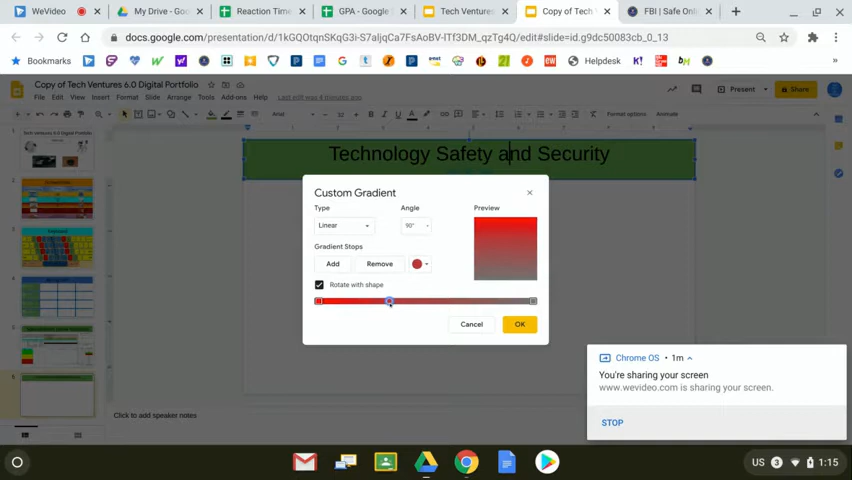 WeVideo
My Drive - Goo
Reaction Time
GPA - Google T
Tech Ventures
Copy of Tech V
FBI | Safe Onli
docs.google.com/presentation/d/1kGQOtqnSKqG3i-S7aljqCa7FsAoBV-lTf3DM_qzTg4Q/edit#slide=id.g9dc50083cb_0_13
Bookmarks
Helpdesk
Copy of Tech Ventures 6.0 Digital Portfolio
File Edit View Insert Format Slide Arrange Tools Add-ons Help Last edit was 4 minutes ago
Present
Share
Arial
Format options
Animate
Technology Safety and Security
Custom Gradient
Type
Angle
Preview
Linear
90°
Gradient Stops
Add
Remove
Rotate with shape
Cancel
OK
Chrome OS • 1m
You're sharing your screen
www.wevideo.com is sharing your screen.
STOP
Click to add speaker notes
US 3 1:15